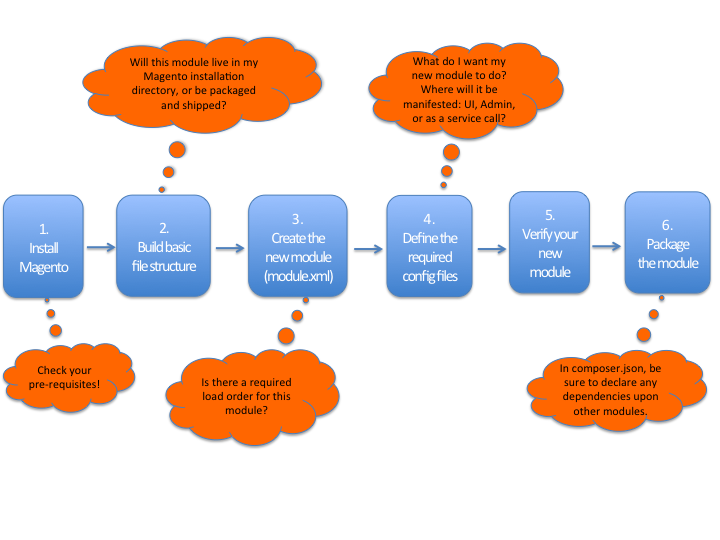 Will this module live in my
Magento installation
directory, or be packaged
and shipped?
What do I want my
new module to do?
Where will it be
manifested: UI, Admin,
or as a service call?
1.
Install
Magento
2.
Build basic
file structure
3.
Create the
new module
(module.xml)
4.
Define the
required
config files
5.
Verify your
new
module
6.
Package
the module
Check your
pre-requisites!
Is there a required
load order for this
module?
In composer.json, be
sure to declare any
dependencies upon
other modules.